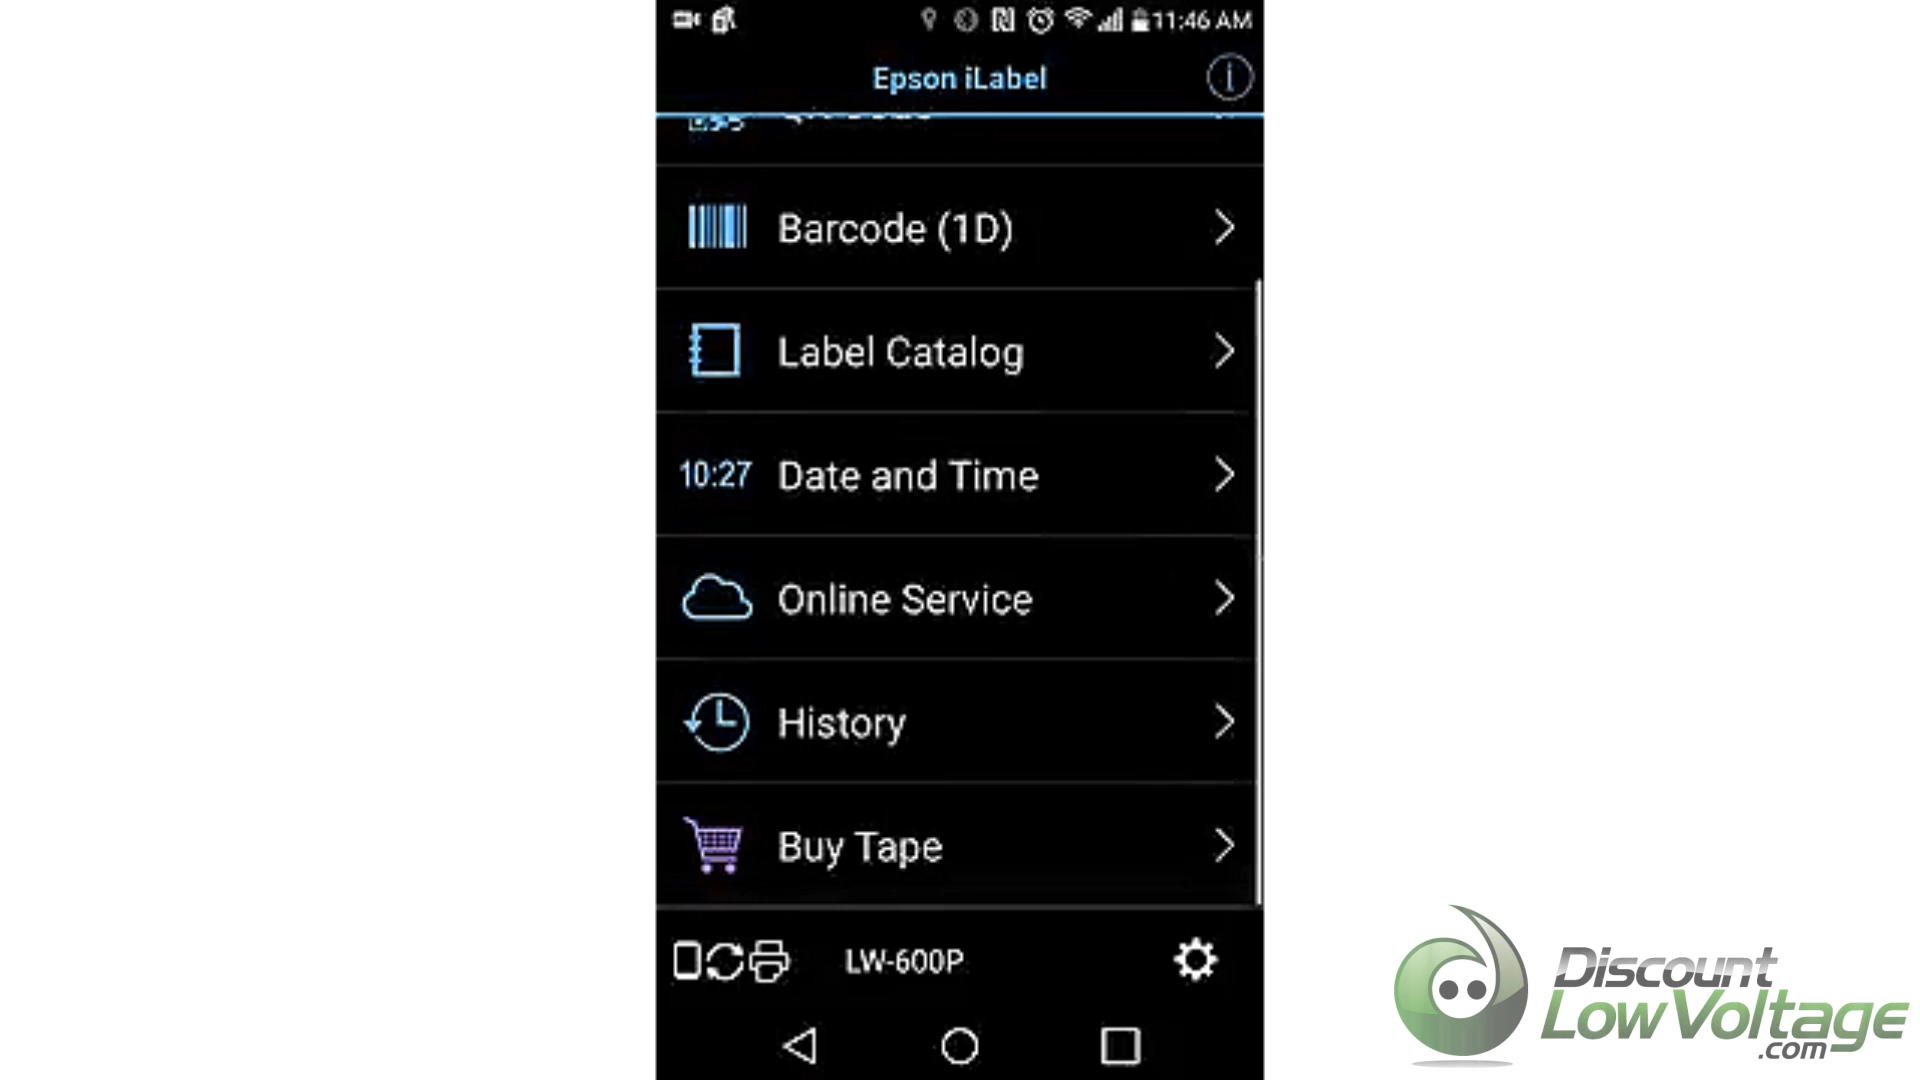 11:46 AM
Epson iLabel
Barcode (1D)
Label Catalog
10:27 Date and Time
Online Service
History
Buy Tape
LW-600P
Discount
LowVoltage
.com